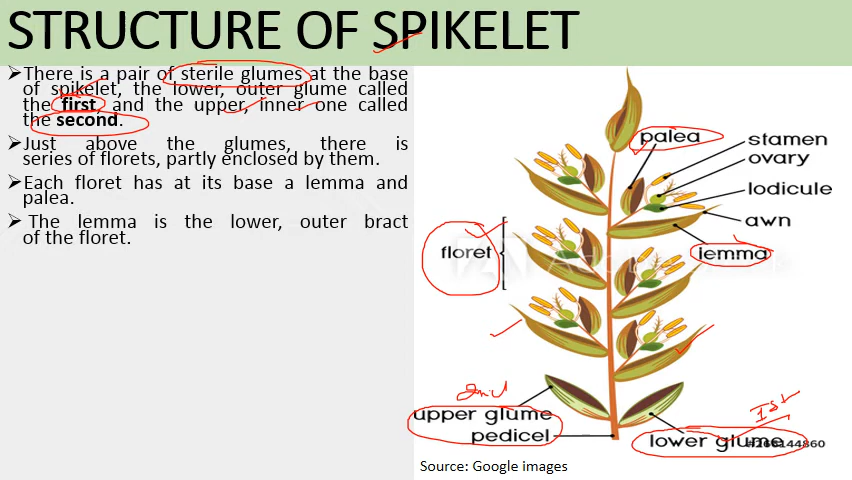 STRUCTURE OF SPIKELET
➢There is a pair of sterile glumes at the base
of spikelet, the lower, outer glume called
the first, and the upper, inner one called
the second.
➢Just above the glumes, there is
series of florets, partly enclosed by them.
➢Each floret has at its base a lemma and
palea.
➢ The lemma is the lower, outer bract
of the floret.
palea
stamen
ovary
lodicule
awn
lemma
floret
2nd
Ist
upper glume
pedicel
lower glume
Source: Google images